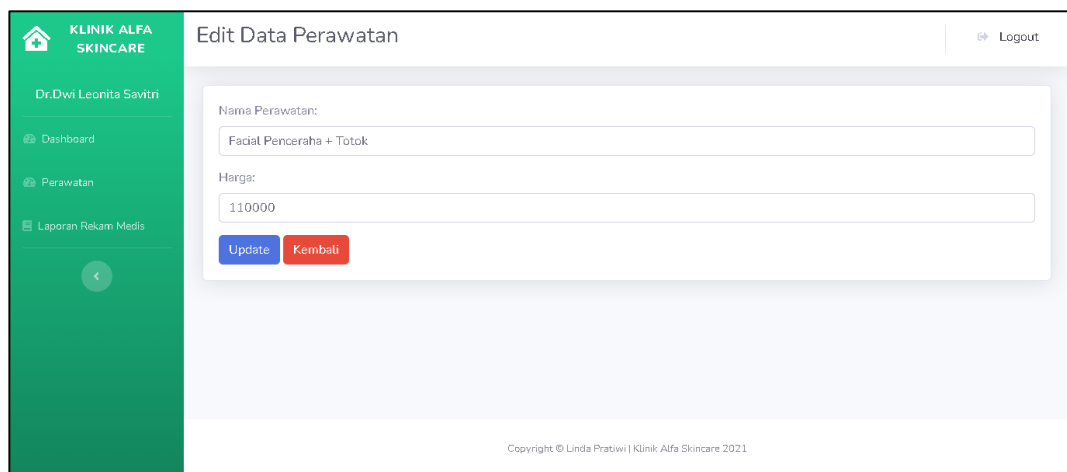 KLINIK ALFA
SKINCARE
Dr.Dwi Leonita Savitri
Dashboard
Perawatan
Laporan Rekam Medis
Edit Data Perawatan
Logout
Nama Perawatan:
Facial Penceraha + Totok
Harga:
110000
Update Kembali
Copyright © Linda Pratiwi | Klinik Alfa Skincare 2021